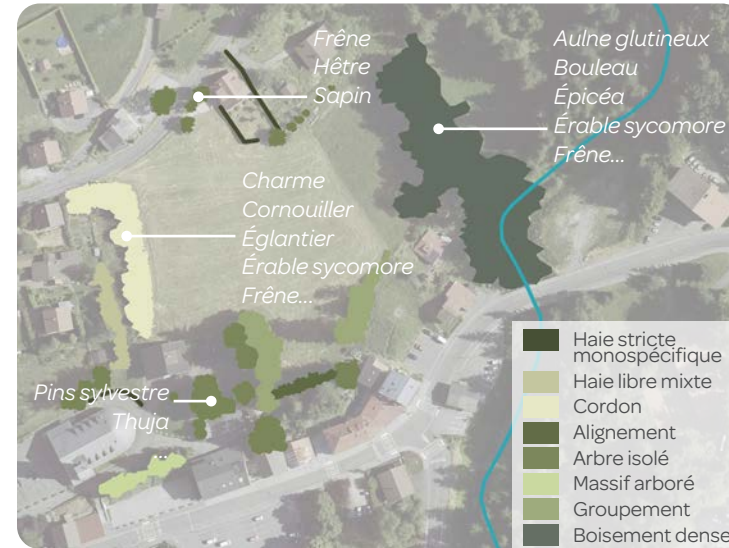 Frêne
Hêtre
Sapin
Aulne glutineux
Bouleau
Épicéa
Érable sycomore
Frêne...
Charme
Cornouiller
Églantier
Érable sycomore
Frêne...
Pins sylvestre
Thuja
...
Haie stricte
monospécifique
Haie libre mixte
Cordon
Alignement
Arbre isolé
Massif arboré
Groupement
Boisement dense